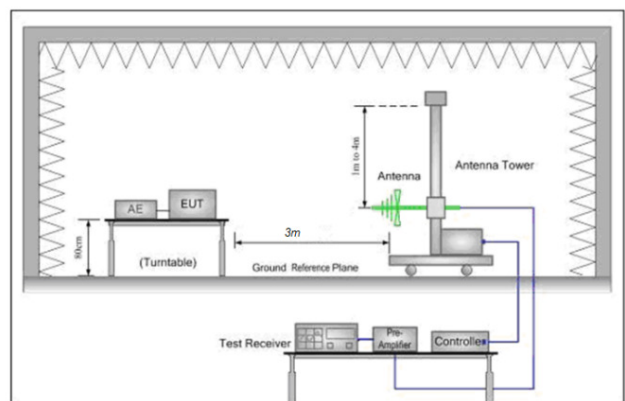 1m to 4m
Antenna
Antenna Tower
AE
EUT
80cm
3m
(Turntable)
Ground Reference Plane
Test Receiver
Pre-
Amplifier
Controller